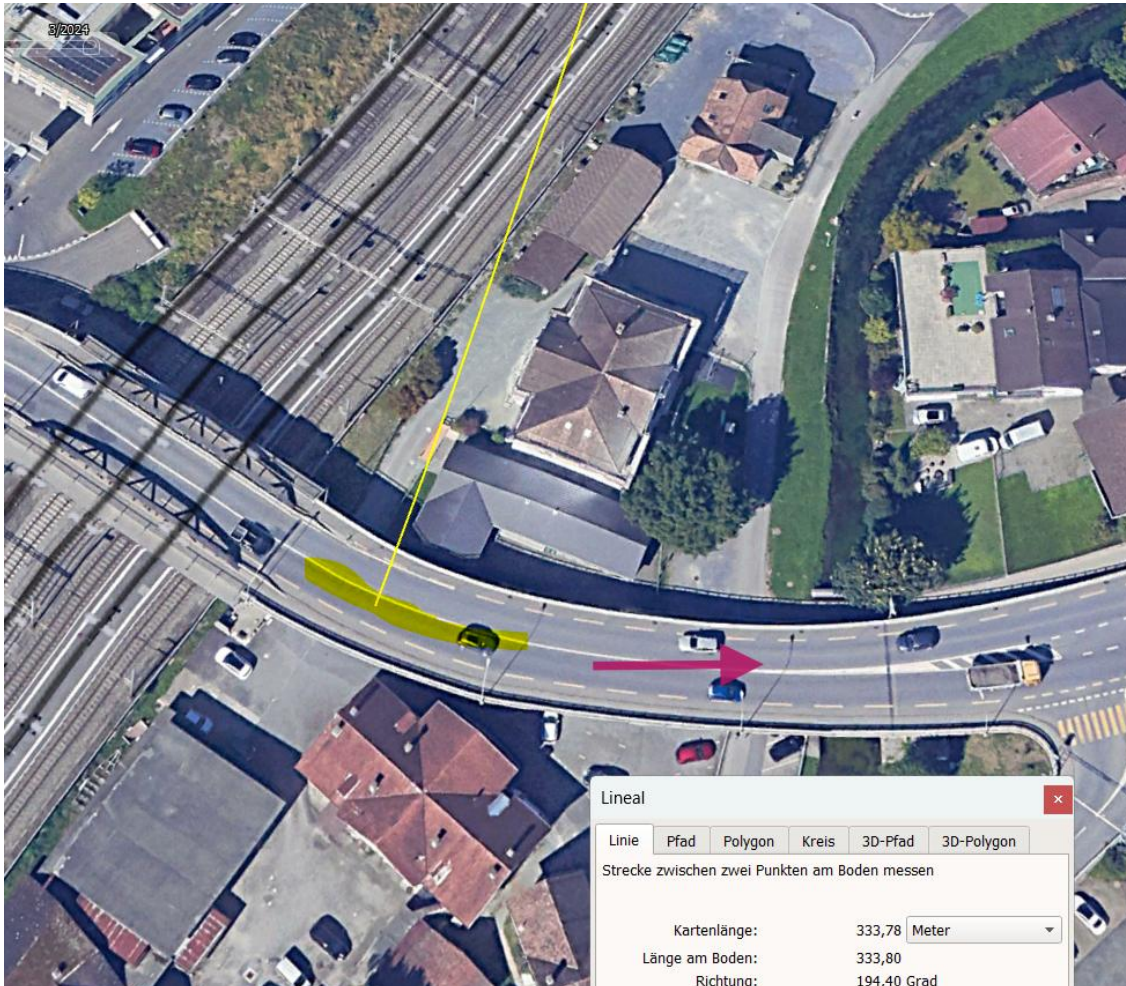 3/2024
Lineal
Linie Pfad Polygon Kreis 3D-Pfad 3D-Polygon
Strecke zwischen zwei Punkten am Boden messen
Kartenlänge: 333,78 Meter
Länge am Boden: 333,80
Richtung: 194,40 Grad